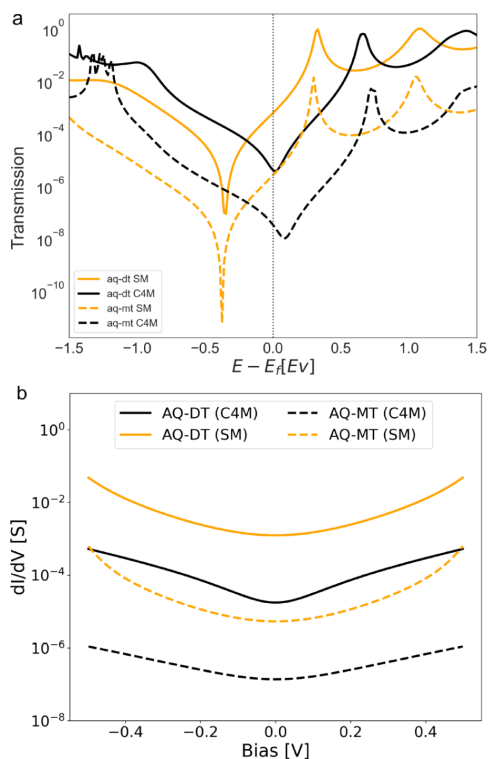 a
Transmission
10^0
10^-2
10^-4
10^-6
10^-8
10^-10
aq-dt SM
aq-dt C4M
aq-mt SM
aq-mt C4M
-1.5 -1.0 -0.5 0.0 0.5 1.0 1.5
E − E_f[Ev]
b
AQ-DT (C4M) AQ-MT (C4M)
AQ-DT (SM) AQ-MT (SM)
dI/dV [S]
10^0
10^-2
10^-4
10^-6
10^-8
−0.4 −0.2 0.0 0.2 0.4
Bias [V]